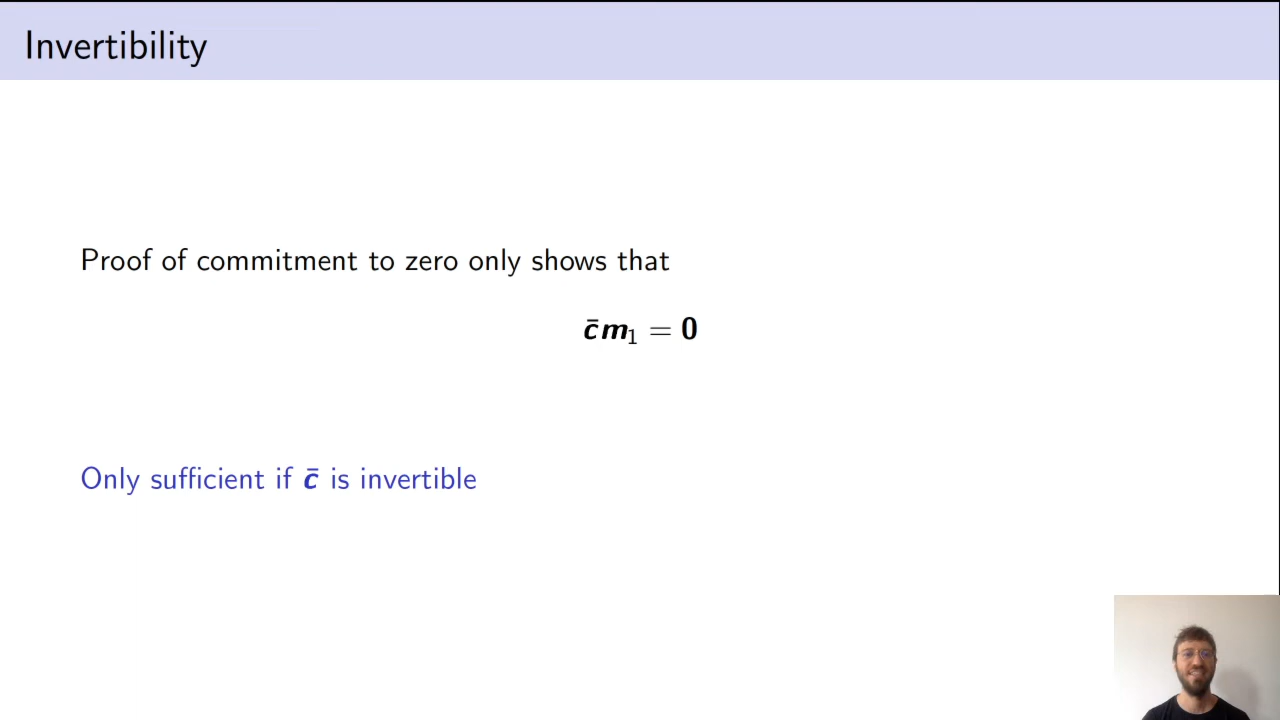 Invertibility
Proof of commitment to zero only shows that
c̄m₁ = 0
Only sufficient if c̄ is invertible